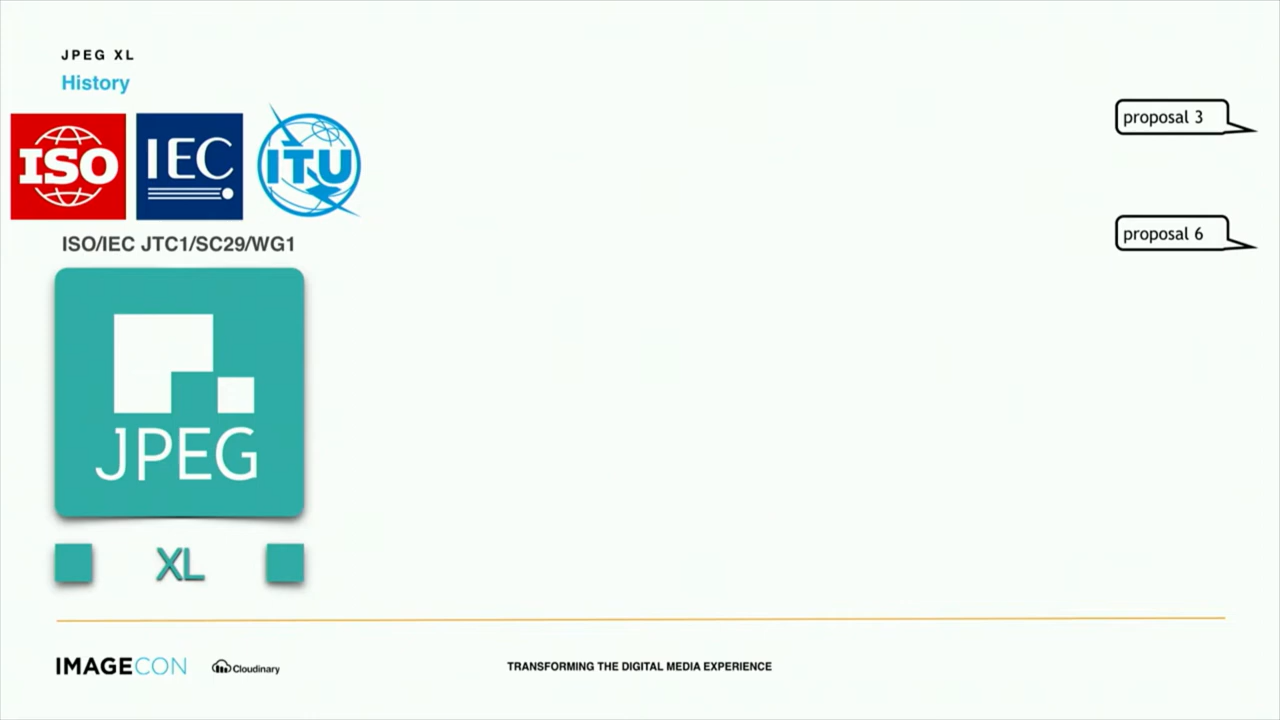 JPEG XL
History
ISO
IEC
ITU
ISO/IEC JTC1/SC29/WG1
JPEG
XL
proposal 3
proposal 6
IMAGECON
Cloudinary
TRANSFORMING THE DIGITAL MEDIA EXPERIENCE